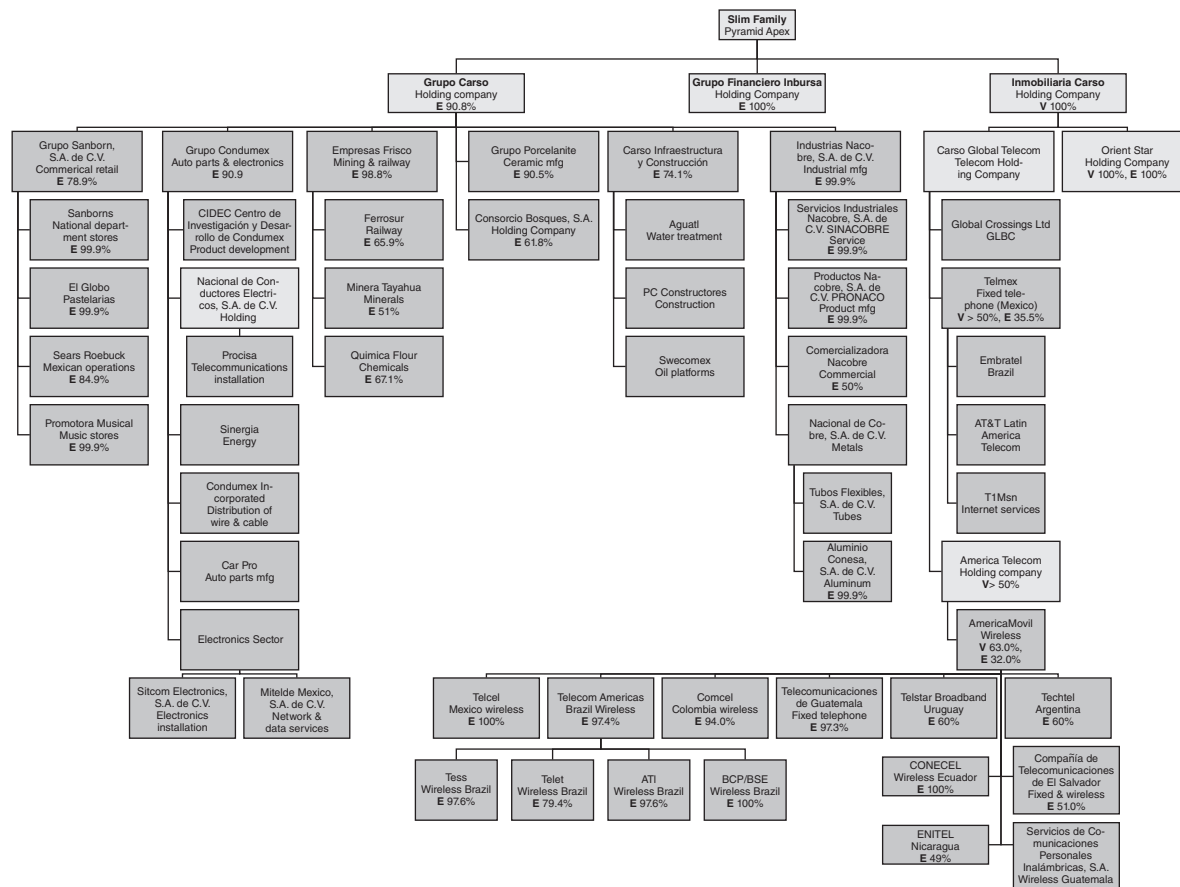 Slim Family
Pyramid Apex
Grupo Carso
Holding company
E 90.8%
Grupo Financiero Inbursa
Holding Company
E 100%
Inmobiliaria Carso
Holding Company
V 100%
Grupo Sanborn,
S.A. de C.V.
Commerical retail
E 78.9%
Grupo Condumex
Auto parts & electronics
E 90.9
Empresas Frisco
Mining & railway
E 98.8%
Grupo Porcelanite
Ceramic mfg
E 90.5%
Carso Infraestructura
y Construcción
E 74.1%
Industrias Naco-
bre, S.A. de C.V.
Industrial mfg
E 99.9%
Carso Global Telecom
Telecom Hold-
ing Company
Orient Star
Holding Company
V 100%, E 100%
Sanborns
National depart-
ment stores
E 99.9%
El Globo
Pastelarias
E 99.9%
Sears Roebuck
Mexican operations
E 84.9%
Promotora Musical
Music stores
E 99.9%
CIDEC Centro de
Investigación y Desar-
rollo de Condumex
Product development
Nacional de Con-
ductores Electri-
cos, S.A. de C.V.
Holding
Procisa
Telecommunications
installation
Sinergia
Energy
Condumex In-
corporated
Distribution of
wire & cable
Car Pro
Auto parts mfg
Electronics Sector
Sitcom Electronics,
S.A. de C.V.
Electronics
installation
Mitelde Mexico,
S.A. de C.V.
Network &
data services
Ferrosur
Railway
E 65.9%
Minera Tayahua
Minerals
E 51%
Quimica Flour
Chemicals
E 67.1%
Consorcio Bosques, S.A.
Holding Company
E 61.8%
Aguatl
Water treatment
PC Constructores
Construction
Swecomex
Oil platforms
Servicios Industriales
Nacobre, S.A. de
C.V. SINACOBRE
Service
E 99.9%
Productos Na-
cobre, S.A. de
C.V. PRONACO
Product mfg
E 99.9%
Comercializadora
Nacobre
Commercial
E 50%
Nacional de Co-
bre, S.A. de C.V.
Metals
Tubos Flexibles,
S.A. de C.V.
Tubes
Aluminio
Conesa,
S.A. de C.V.
Aluminum
E 99.9%
Global Crossings Ltd
GLBC
Telmex
Fixed tele-
phone (Mexico)
V > 50%, E 35.5%
Embratel
Brazil
AT&T Latin
America
Telecom
T1Msn
Internet services
America Telecom
Holding company
V> 50%
AmericaMovil
Wireless
V 63.0%,
E 32.0%
Telcel
Mexico wireless
E 100%
Telecom Americas
Brazil Wireless
E 97.4%
Comcel
Colombia wireless
E 94.0%
Telecomunicaciones
de Guatemala
Fixed telephone
E 97.3%
Telstar Broadband
Uruguay
E 60%
Techtel
Argentina
E 60%
Tess
Wireless Brazil
E 97.6%
Telet
Wireless Brazil
E 79.4%
ATI
Wireless Brazil
E 97.6%
BCP/BSE
Wireless Brazil
E 100%
CONECEL
Wireless Ecuador
E 100%
Compañía de
Telecomunicaciones
de El Salvador
Fixed & wireless
E 51.0%
ENITEL
Nicaragua
E 49%
Servicios de Co-
municaciones
Personales
Inalámbricas, S.A.
Wireless Guatemala